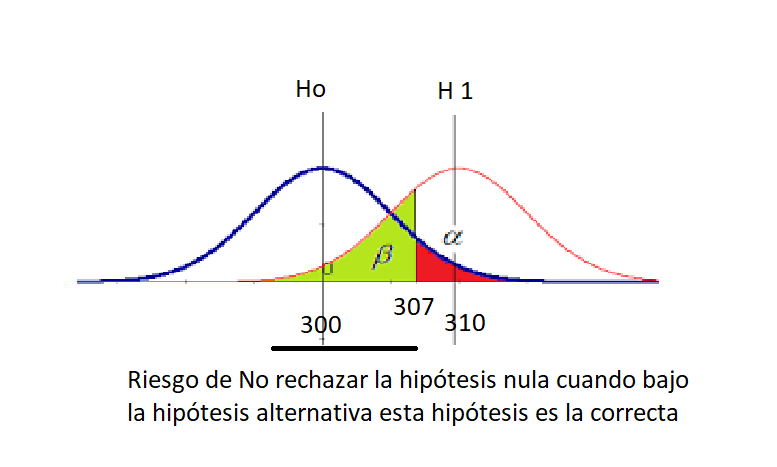 Ho
H 1
α
β
0
307
300
310
Riesgo de No rechazar la hipótesis nula cuando bajo
la hipótesis alternativa esta hipótesis es la correcta